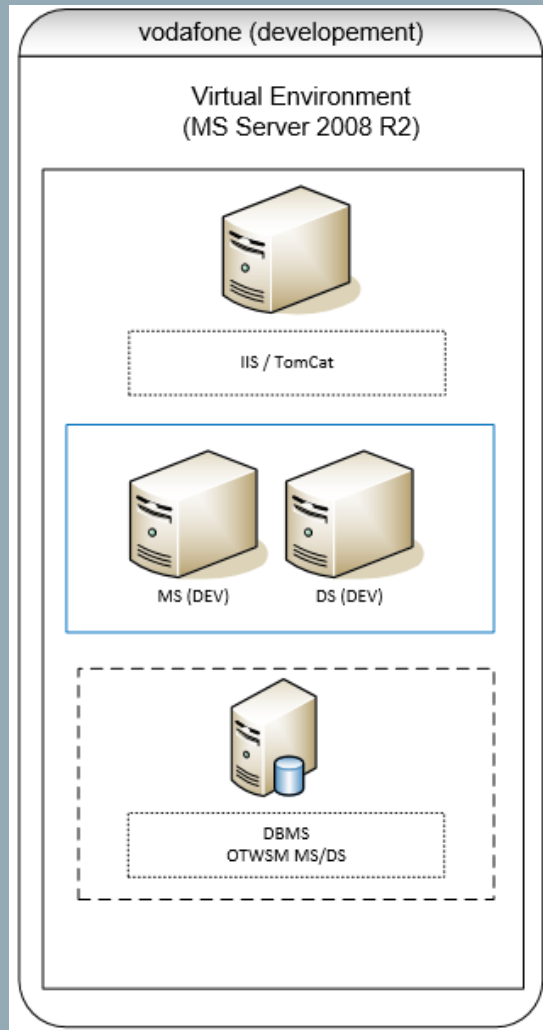 vodafone (developement)
Virtual Environment
(MS Server 2008 R2)
IIS / TomCat
MS (DEV) DS (DEV)
DBMS
OTWSM MS/DS